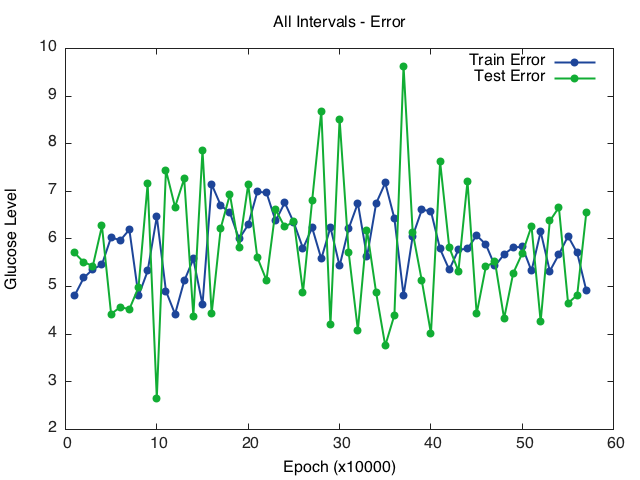 All Intervals - Error
Train Error
Test Error
Glucose Level
10
9
8
7
6
5
4
3
2
0 10 20 30 40 50 60
Epoch (x10000)